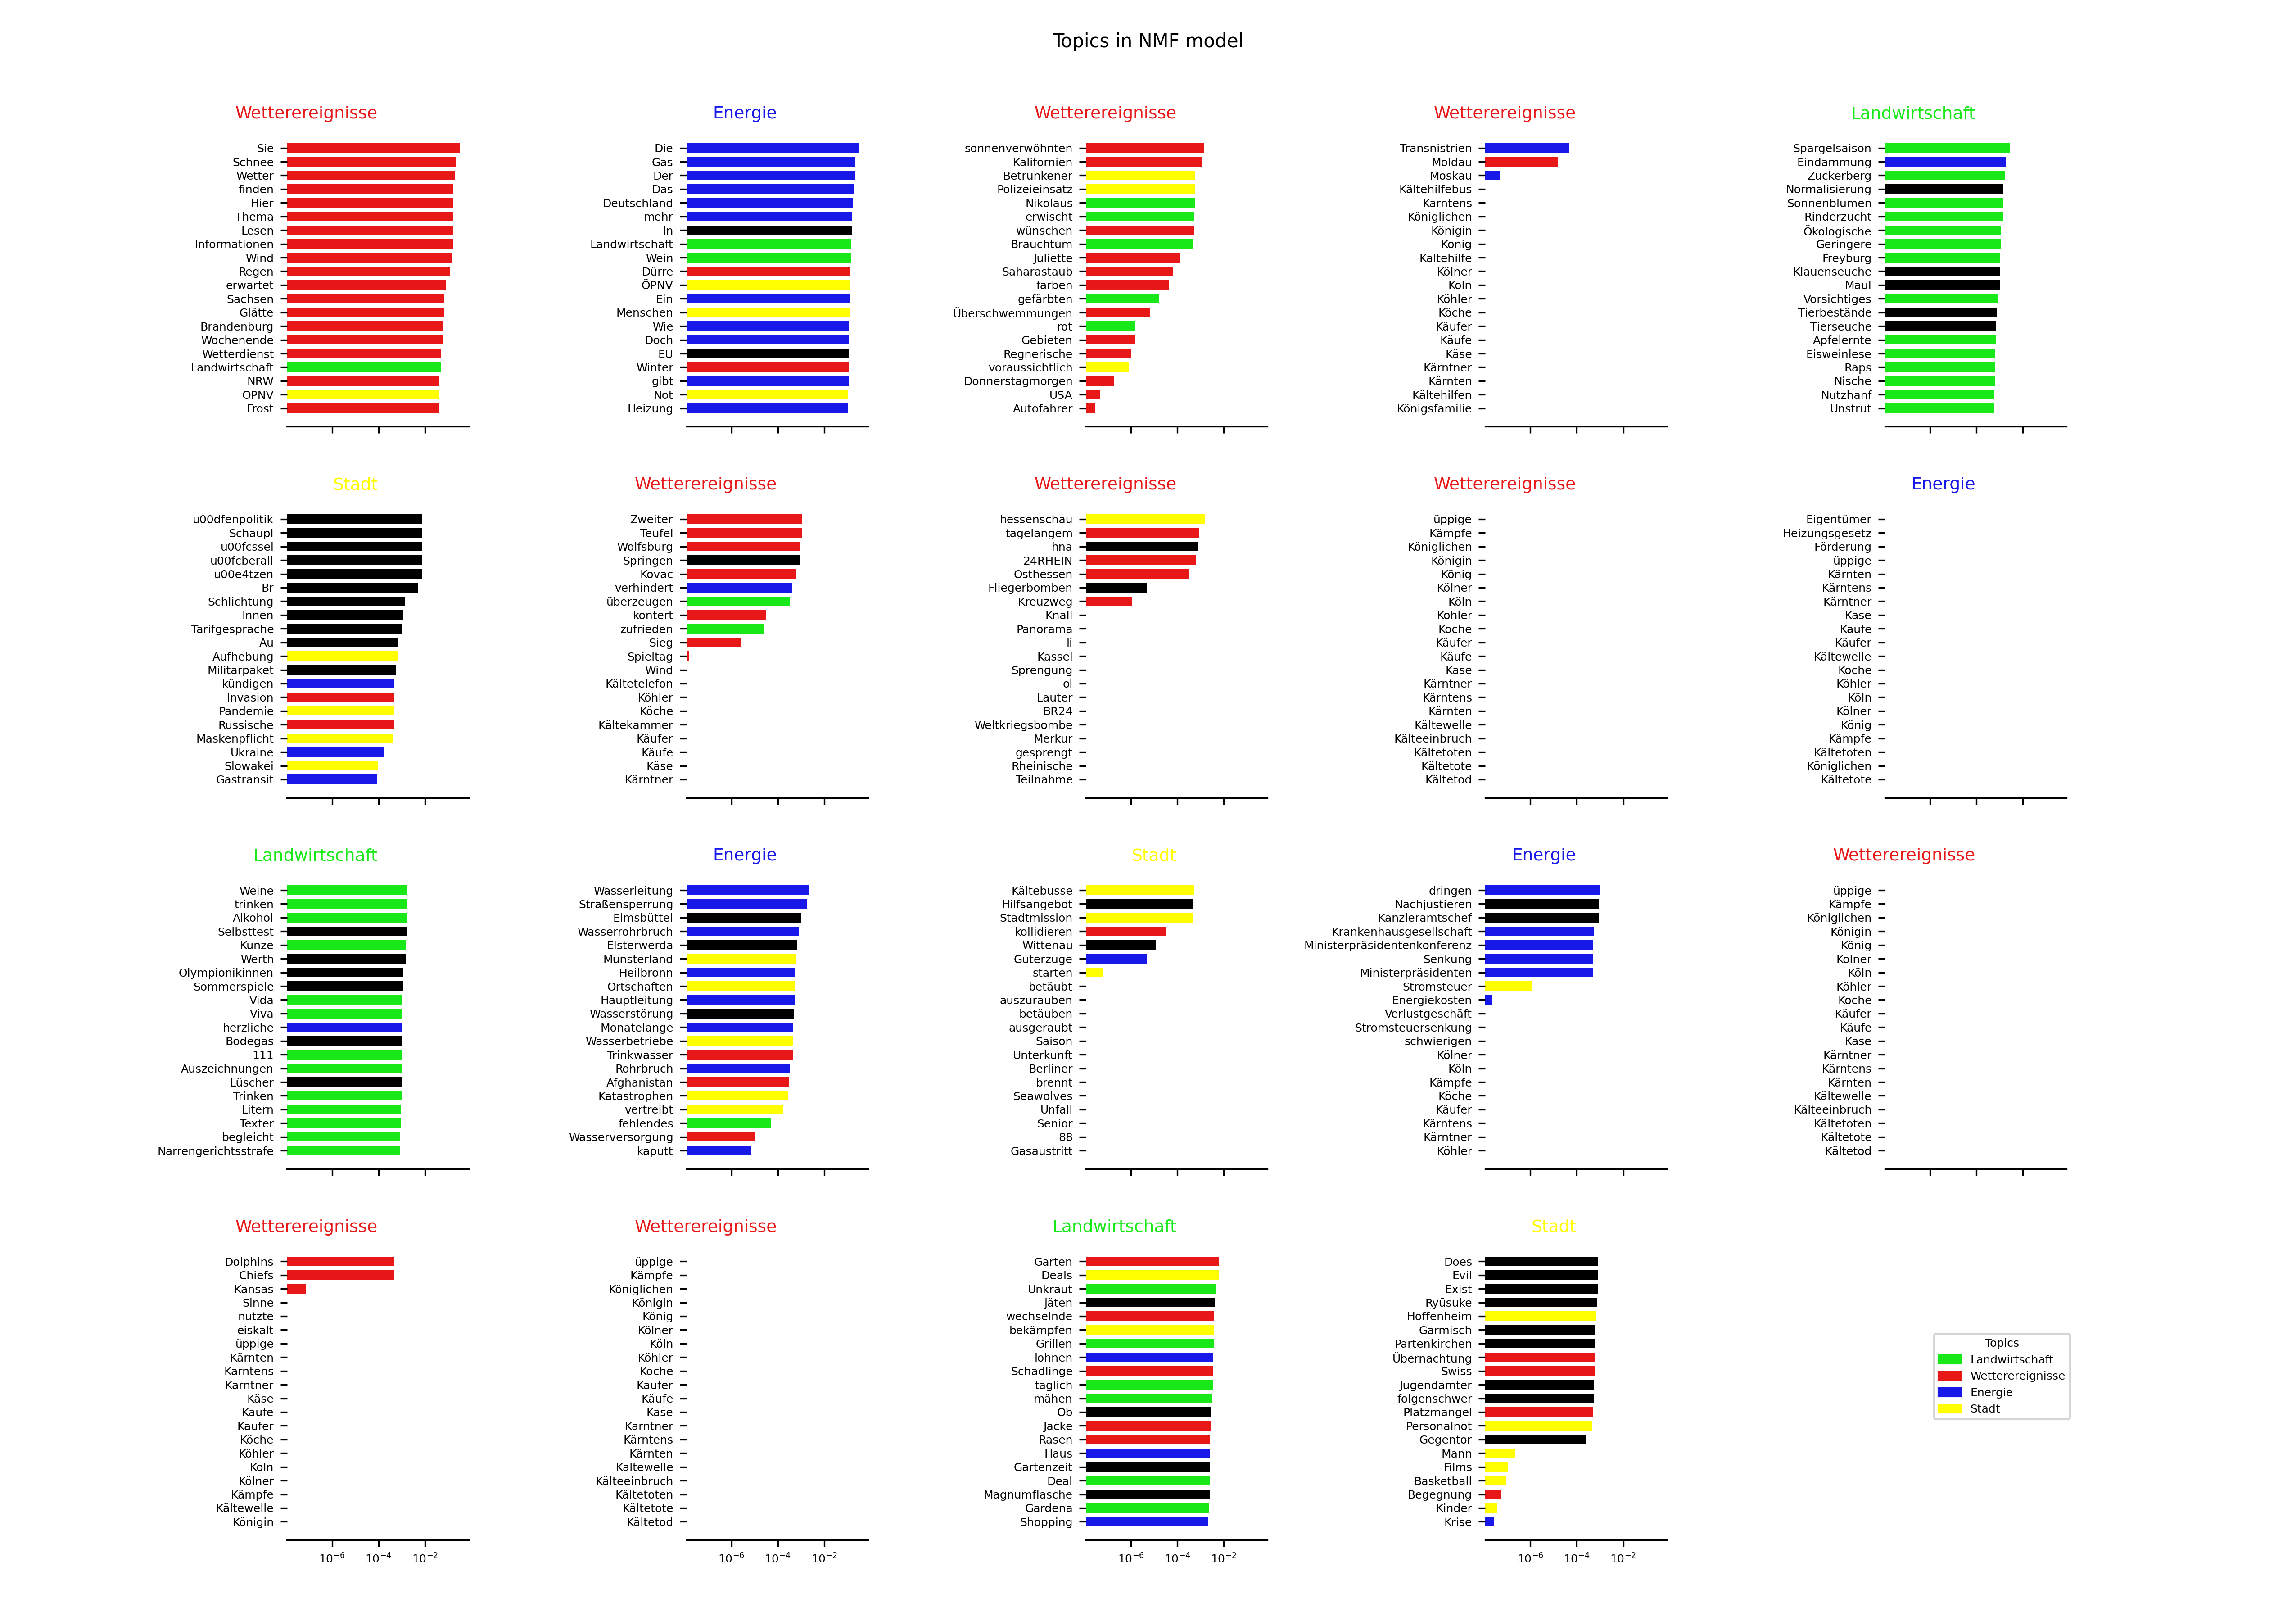 Topics in NMF model
Wetterereignisse
Sie
Schnee
Wetter
finden
Hier
Thema
Lesen
Informationen
Wind
Regen
erwartet
Sachsen
Glätte
Brandenburg
Wochenende
Wetterdienst
Landwirtschaft
NRW
ÖPNV
Frost
Energie
Die
Gas
Der
Das
Deutschland
mehr
In
Landwirtschaft
Wein
Dürre
ÖPNV
Ein
Menschen
Wie
Doch
EU
Winter
gibt
Not
Heizung
Wetterereignisse
sonnenverwöhnten
Kalifornien
Betrunkener
Polizeieinsatz
Nikolaus
erwischt
wünschen
Brauchtum
Juliette
Saharastaub
färben
gefärbten
Überschwemmungen
rot
Gebieten
Regnerische
voraussichtlich
Donnerstagmorgen
USA
Autofahrer
Wetterereignisse
Transnistrien
Moldau
Moskau
Kältehilfebus
Kärntens
Königlichen
Königin
König
Kältehilfe
Kölner
Köln
Köhler
Köche
Käufer
Käufe
Käse
Kärntner
Kärnten
Kältehilfen
Königsfamilie
Landwirtschaft
Spargelsaison
Eindämmung
Zuckerberg
Normalisierung
Sonnenblumen
Rinderzucht
Ökologische
Geringere
Freyburg
Klauenseuche
Maul
Vorsichtiges
Tierbestände
Tierseuche
Apfelernte
Eisweinlese
Raps
Nische
Nutzhanf
Unstrut
Stadt
u00dfenpolitik
Schaupl
u00fcssel
u00fcberall
u00e4tzen
Br
Schlichtung
Innen
Tarifgespräche
Au
Aufhebung
Militärpaket
kündigen
Invasion
Pandemie
Russische
Maskenpflicht
Ukraine
Slowakei
Gastransit
Wetterereignisse
Zweiter
Teufel
Wolfsburg
Springen
Kovac
verhindert
überzeugen
kontert
zufrieden
Sieg
Spieltag
Wind
Kältetelefon
Köhler
Köche
Kältekammer
Käufer
Käufe
Käse
Kärntner
Wetterereignisse
hessenschau
tagelangem
hna
24RHEIN
Osthessen
Fliegerbomben
Kreuzweg
Knall
Panorama
li
Kassel
Sprengung
ol
Lauter
BR24
Weltkriegsbombe
Merkur
gesprengt
Rheinische
Teilnahme
Wetterereignisse
üppige
Kämpfe
Königlichen
Königin
König
Kölner
Köln
Köhler
Köche
Käufer
Käufe
Käse
Kärntner
Kärntens
Kärnten
Kältewelle
Kälteeinbruch
Kältetoten
Kältetote
Kältetod
Energie
Eigentümer
Heizungsgesetz
Förderung
üppige
Kärnten
Kärntens
Kärntner
Käse
Käufe
Käufer
Kältewelle
Köche
Köhler
Köln
Kölner
König
Kämpfe
Kältetoten
Königlichen
Kältetote
Landwirtschaft
Weine
trinken
Alkohol
Selbsttest
Kunze
Werth
Olympionikinnen
Sommerspiele
Vida
Viva
herzliche
Bodegas
111
Auszeichnungen
Lüscher
Trinken
Litern
Texter
begleicht
Narrengerichtsstrafe
Energie
Wasserleitung
Straßensperrung
Eimsbüttel
Wasserrohrbruch
Elsterwerda
Münsterland
Heilbronn
Ortschaften
Hauptleitung
Wasserstörung
Monatelange
Wasserbetriebe
Trinkwasser
Rohrbruch
Afghanistan
Katastrophen
vertreibt
fehlendes
Wasserversorgung
kaputt
Stadt
Kältebusse
Hilfsangebot
Stadtmission
kollidieren
Wittenau
Güterzüge
starten
betäubt
auszurauben
betäuben
ausgeraubt
Saison
Unterkunft
Berliner
brennt
Seawolves
Unfall
Senior
88
Gasaustritt
Energie
dringen
Nachjustieren
Kanzleramtschef
Krankenhausgesellschaft
Ministerpräsidentenkonferenz
Senkung
Ministerpräsidenten
Stromsteuer
Energiekosten
Verlustgeschäft
Stromsteuersenkung
schwierigen
Kölner
Köln
Kämpfe
Köche
Käufer
Kärntens
Kärntner
Köhler
Wetterereignisse
üppige
Kämpfe
Königlichen
Königin
König
Kölner
Köln
Köhler
Köche
Käufer
Käufe
Käse
Kärntner
Kärntens
Kärnten
Kältewelle
Kälteeinbruch
Kältetoten
Kältetote
Kältetod
Wetterereignisse
Dolphins
Chiefs
Kansas
Sinne
nutzte
eiskalt
üppige
Kärnten
Kärntens
Kärntner
Käse
Käufe
Käufer
Köche
Köhler
Köln
Kölner
Kämpfe
Kältewelle
Königin
10⁻⁶ 10⁻⁴ 10⁻²
Wetterereignisse
üppige
Kämpfe
Königlichen
Königin
König
Kölner
Köln
Köhler
Köche
Käufer
Käufe
Käse
Kärntner
Kärntens
Kärnten
Kältewelle
Kälteeinbruch
Kältetoten
Kältetote
Kältetod
10⁻⁶ 10⁻⁴ 10⁻²
Landwirtschaft
Garten
Deals
Unkraut
jäten
wechselnde
bekämpfen
Grillen
lohnen
Schädlinge
täglich
mähen
Ob
Jacke
Rasen
Haus
Gartenzeit
Deal
Magnumflasche
Gardena
Shopping
10⁻⁶ 10⁻⁴ 10⁻²
Stadt
Does
Evil
Exist
Ryūsuke
Hoffenheim
Garmisch
Partenkirchen
Übernachtung
Swiss
Jugendämter
folgenschwer
Platzmangel
Personalnot
Gegentor
Mann
Films
Basketball
Begegnung
Kinder
Krise
10⁻⁶ 10⁻⁴ 10⁻²
Topics
Landwirtschaft
Wetterereignisse
Energie
Stadt